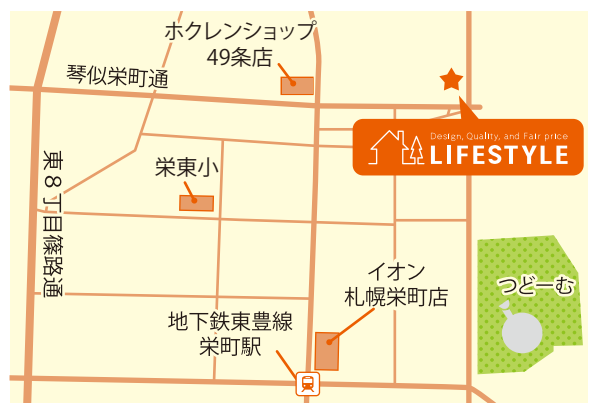 ホクレンショップ
49条店
琴似栄町通
Design, Quality, and Fair price
LIFESTYLE
栄東小
東8丁目篠路通
イオン
札幌栄町店
つどーむ
地下鉄東豊線
栄町駅